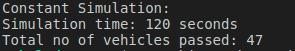 Constant Simulation:
Simulation time: 120 seconds
Total no of vehicles passed: 47